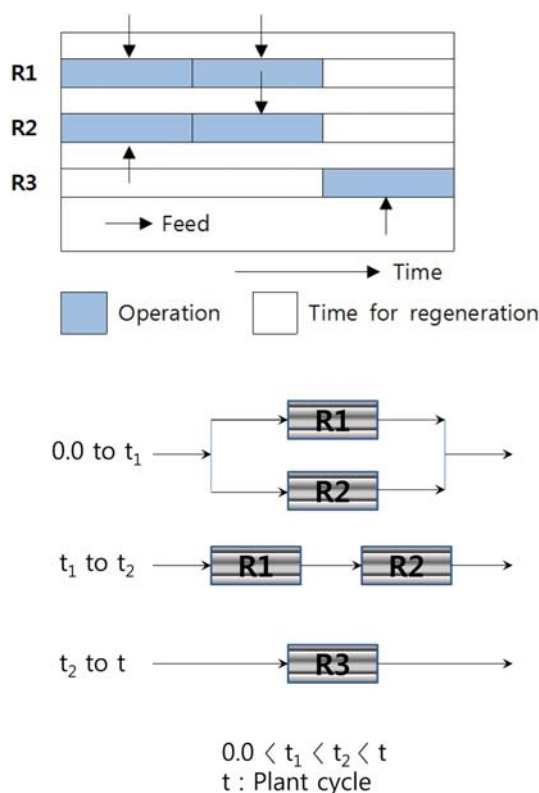 R1
R2
R3
Feed
Time
Operation
Time for regeneration
0.0 to t₁
R1
R2
t₁ to t₂
R1
R2
t₂ to t
R3
0.0 < t₁ < t₂ < t
t : Plant cycle